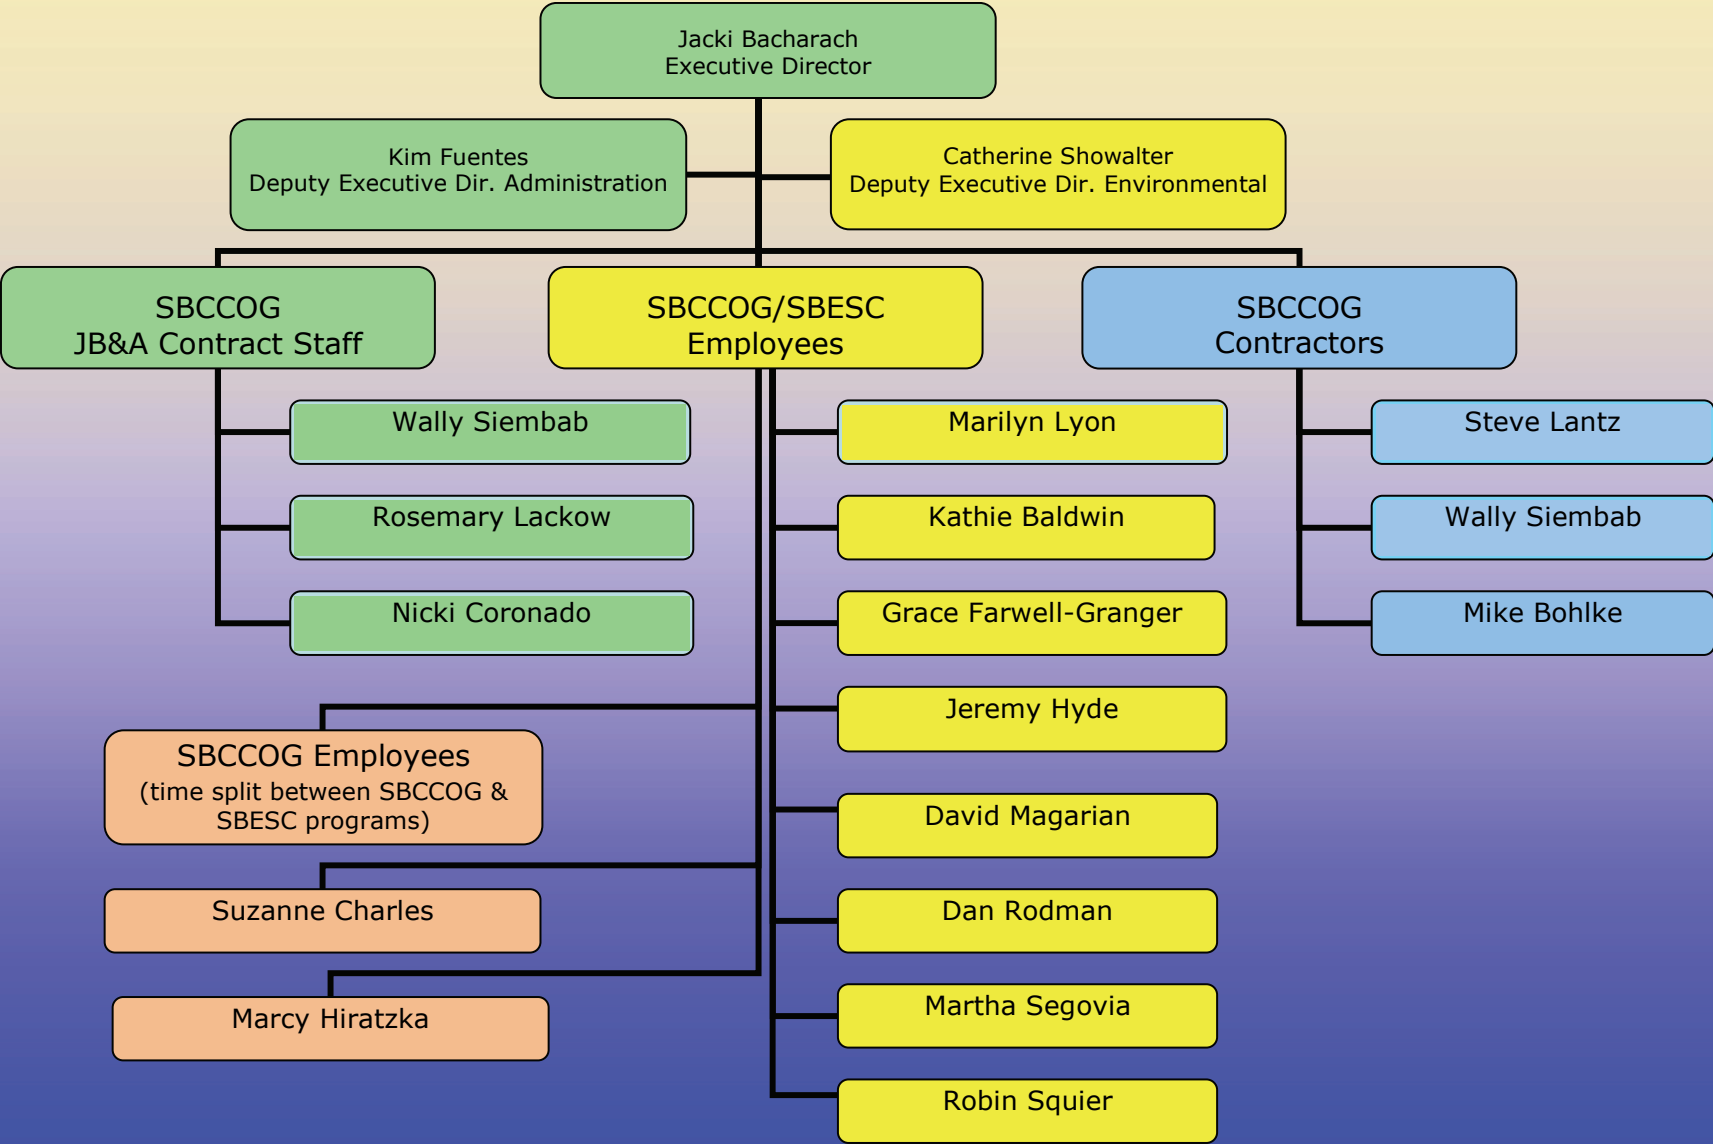 Jacki Bacharach
Executive Director
Kim Fuentes
Deputy Executive Dir. Administration
Catherine Showalter
Deputy Executive Dir. Environmental
SBCCOG
JB&A Contract Staff
SBCCOG/SBESC
Employees
SBCCOG
Contractors
Wally Siembab
Rosemary Lackow
Nicki Coronado
Marilyn Lyon
Kathie Baldwin
Grace Farwell-Granger
Jeremy Hyde
David Magarian
Dan Rodman
Martha Segovia
Robin Squier
Steve Lantz
Wally Siembab
Mike Bohlke
SBCCOG Employees
(time split between SBCCOG &
SBESC programs)
Suzanne Charles
Marcy Hiratzka